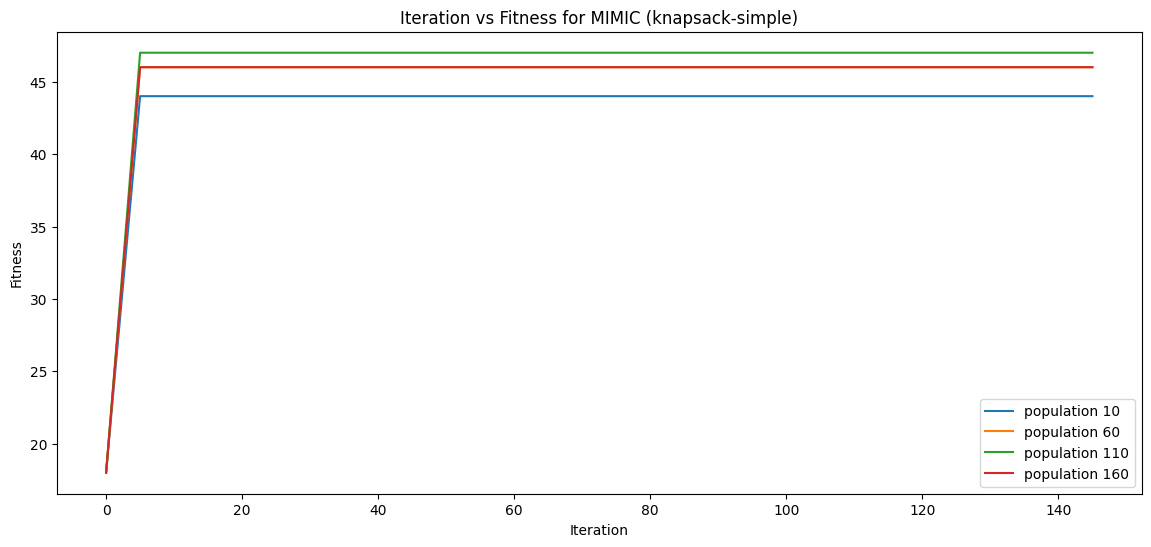 Iteration vs Fitness for MIMIC (knapsack-simple)
45
40
35
30
25
20
Fitness
population 10
population 60
population 110
population 160
0 20 40 60 80 100 120 140
Iteration